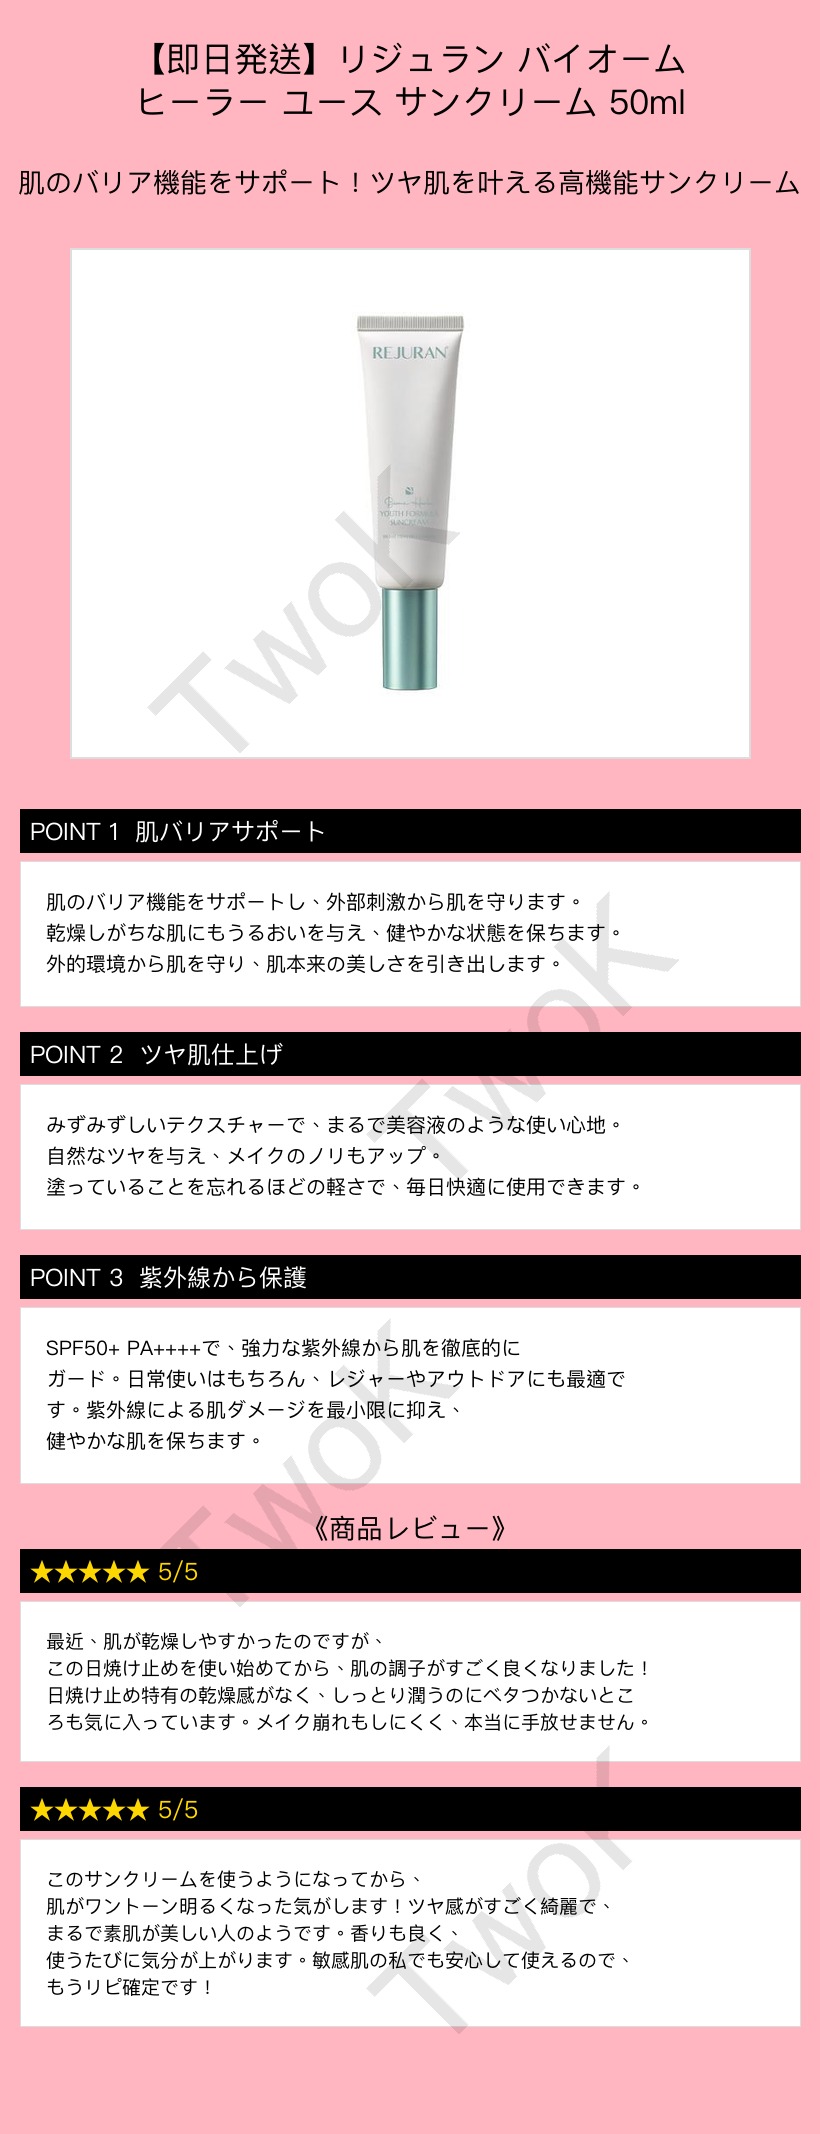 【即日発送】リジュラン バイオーム
ヒーラー ユース サンクリーム 50ml
肌のバリア機能をサポート！ツヤ肌を叶える高機能サンクリーム
REJURAN
YOUTH FORMULA
SUNCREAM
TwoK
POINT 1 肌バリアサポート
肌のバリア機能をサポートし、外部刺激から肌を守ります。
乾燥しがちな肌にもうるおいを与え、健やかな状態を保ちます。
外的環境から肌を守り、肌本来の美しさを引き出します。
TwoK
POINT 2 ツヤ肌仕上げ
みずみずしいテクスチャーで、まるで美容液のような使い心地。
自然なツヤを与え、メイクのノリもアップ。
塗っていることを忘れるほどの軽さで、毎日快適に使用できます。
POINT 3 紫外線から保護
SPF50+ PA++++で、強力な紫外線から肌を徹底的に
ガード。日常使いはもちろん、レジャーやアウトドアにも最適で
す。紫外線による肌ダメージを最小限に抑え、
健やかな肌を保ちます。
TwoK
《商品レビュー》
★★★★★ 5/5
最近、肌が乾燥しやすかったのですが、
この日焼け止めを使い始めてから、肌の調子がすごく良くなりました！
日焼け止め特有の乾燥感がなく、しっとり潤うのにベタつかないとこ
ろも気に入っています。メイク崩れもしにくく、本当に手放せません。
★★★★★ 5/5
このサンクリームを使うようになってから、
肌がワントーン明るくなった気がします！ツヤ感がすごく綺麗で、
まるで素肌が美しい人のようです。香りも良く、
使うたびに気分が上がります。敏感肌の私でも安心して使えるので、
もうリピ確定です！
TwoK